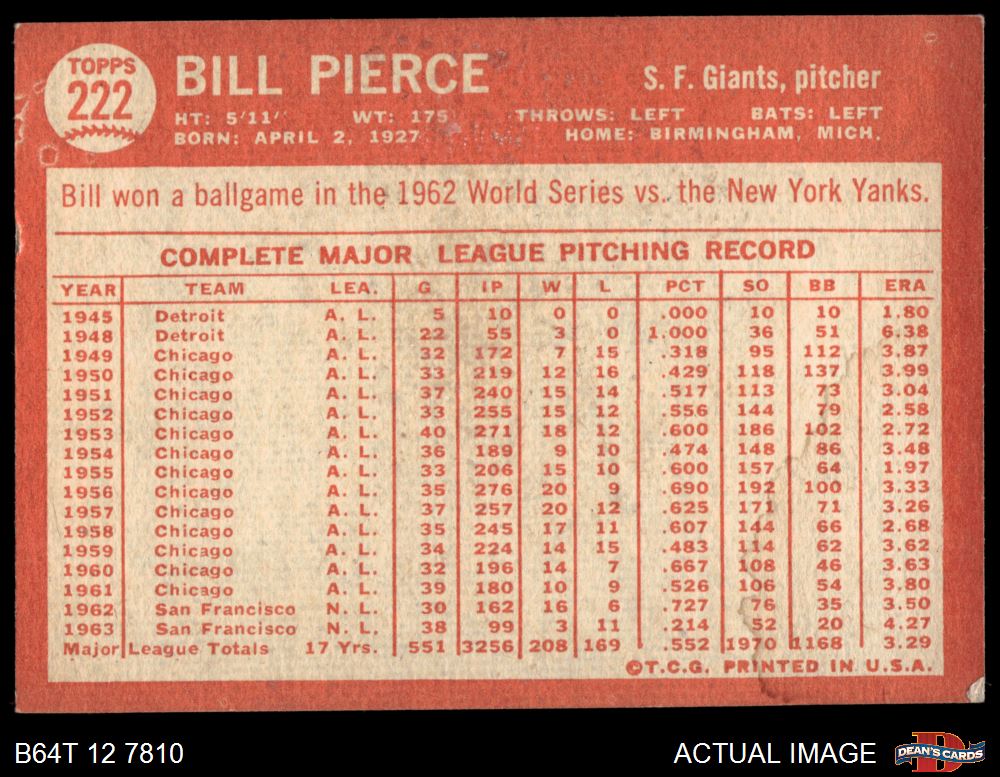 TOPPS
222
BILL PIERCE
S. F. Giants, pitcher
HT: 5'11" WT: 175 THROWS: LEFT BATS: LEFT
BORN: APRIL 2, 1927 HOME: BIRMINGHAM, MICH.
Bill won a ballgame in the 1962 World Series vs. the New York Yanks.
COMPLETE MAJOR LEAGUE PITCHING RECORD
YEAR TEAM LEA. G IP W L PCT SO BB ERA
1945 Detroit A. L. 5 10 0 0 .000 10 10 1.80
1948 Detroit A. L. 22 55 3 0 1.000 36 51 6.38
1949 Chicago A. L. 32 172 7 15 .318 95 112 3.87
1950 Chicago A. L. 33 219 12 16 .429 118 137 3.99
1951 Chicago A. L. 37 240 15 14 .517 113 73 3.04
1952 Chicago A. L. 33 255 15 12 .556 144 79 2.58
1953 Chicago A. L. 40 271 18 12 .600 186 102 2.72
1954 Chicago A. L. 36 189 9 10 .474 148 86 3.48
1955 Chicago A. L. 33 206 15 10 .600 157 64 1.97
1956 Chicago A. L. 35 276 20 9 .690 192 100 3.33
1957 Chicago A. L. 37 257 20 12 .625 171 71 3.26
1958 Chicago A. L. 35 245 17 11 .607 144 66 2.68
1959 Chicago A. L. 34 224 14 15 .483 114 62 3.62
1960 Chicago A. L. 32 196 14 7 .667 108 46 3.63
1961 Chicago A. L. 39 180 10 9 .526 106 54 3.80
1962 San Francisco N. L. 30 162 16 6 .727 76 35 3.50
1963 San Francisco N. L. 38 99 3 11 .214 52 20 4.27
Major League Totals 17 Yrs. 551 3256 208 169 .552 1970 1168 3.29
©T.C.G. PRINTED IN U.S.A.
B64T 12 7810
ACTUAL IMAGE
D
DEAN'S CARDS